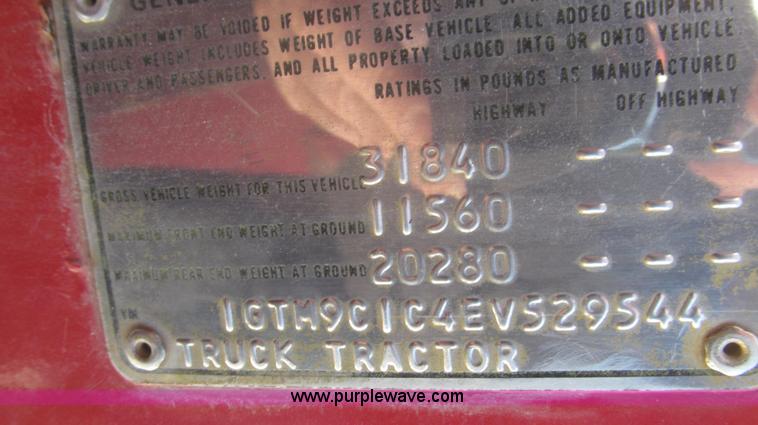 WARRANTY MAY BE VOIDED IF WEIGHT EXCEEDS
VEHICLE WEIGHT INCLUDES WEIGHT OF BASE VEHICLE, ALL ADDED EQUIPMENT,
DRIVER AND PASSENGERS, AND ALL PROPERTY LOADED INTO OR ONTO VEHICLE.
RATINGS IN POUNDS AS MANUFACTURED
HIGHWAY OFF HIGHWAY
GROSS VEHICLE WEIGHT FOR THIS VEHICLE 31840 - - -
MAXIMUM FRONT END WEIGHT AT GROUND 11560 - - -
MAXIMUM REAR END WEIGHT AT GROUND 20280 - - -
VIN 1GTM9C1C4EV529544
TRUCK TRACTOR
www.purplewave.com